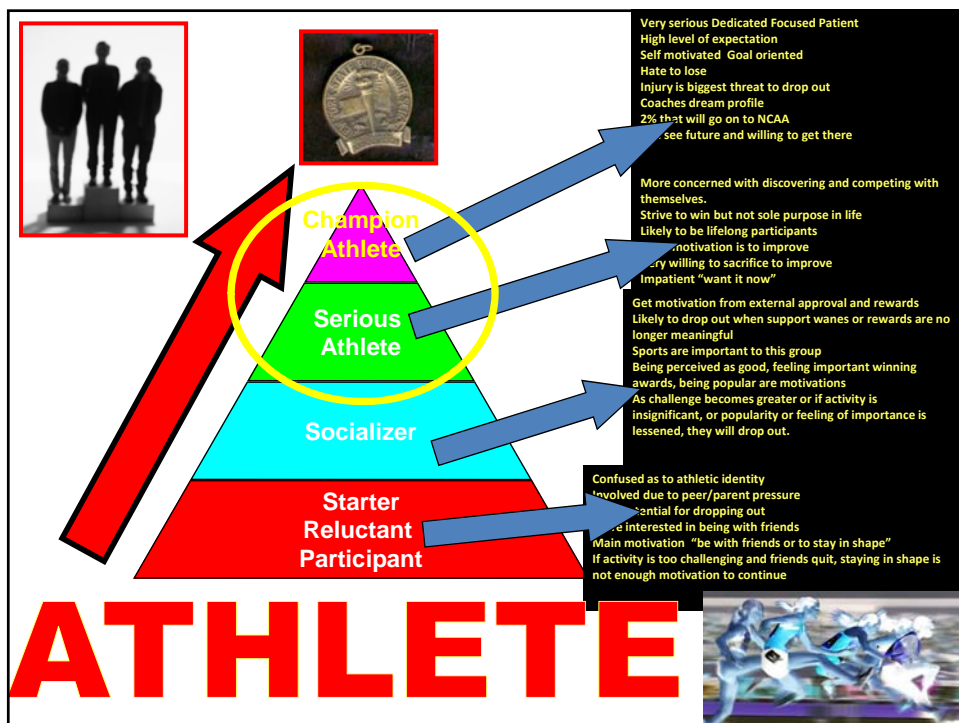 Very serious Dedicated Focused Patient
High level of expectation
Self motivated  Goal oriented
Hate to lose
Injury is biggest threat to drop out
Coaches dream profile
2% that will go on to NCAA
see future and willing to get there
More concerned with discovering and competing with
themselves.
Strive to win but not sole purpose in life
Likely to be lifelong participants
motivation is to improve
willing to sacrifice to improve
Impatient “want it now”
Get motivation from external approval and rewards
Likely to drop out when support wanes or rewards are no
longer meaningful
Sports are important to this group
Being perceived as good, feeling important winning
awards, being popular are motivations
As challenge becomes greater or if activity is
insignificant, or popularity or feeling of importance is
lessened, they will drop out.
Confused as to athletic identity
Involved due to peer/parent pressure
for dropping out
interested in being with friends
Main motivation  “be with friends or to stay in shape”
If activity is too challenging and friends quit, staying in shape is
not enough motivation to continue
Champion
Athlete
Serious
Athlete
Socializer
Starter
Reluctant
Participant
ATHLETE